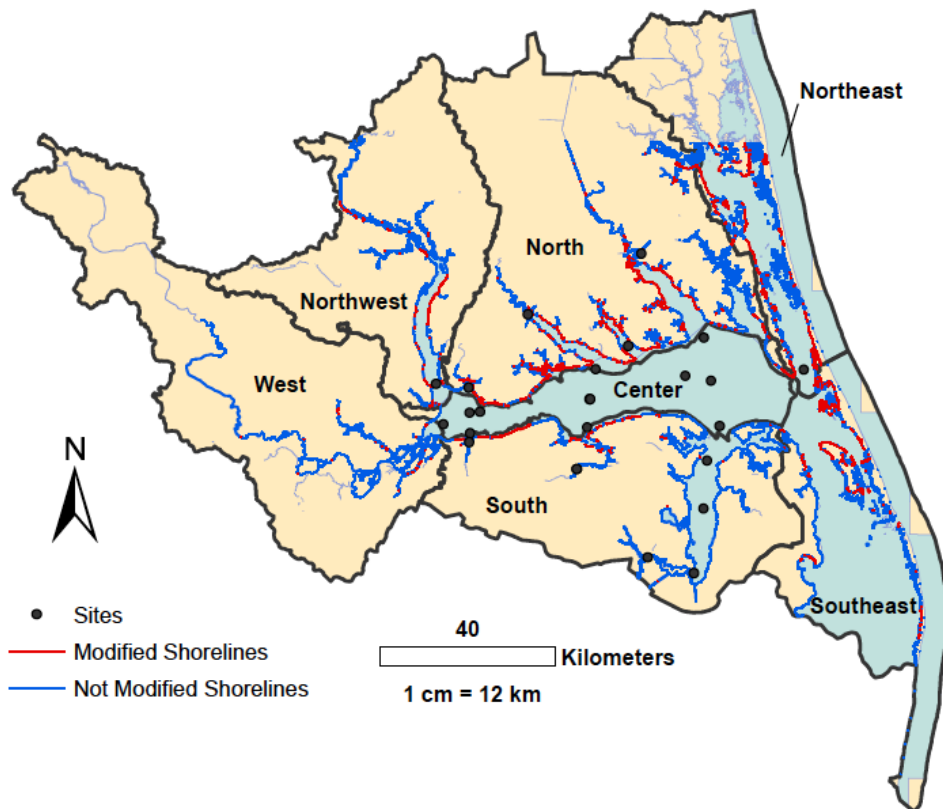 Northeast
North
Northwest
West
Center
N
South
Southeast
Sites
Modified Shorelines
Not Modified Shorelines
40
Kilometers
1 cm = 12 km